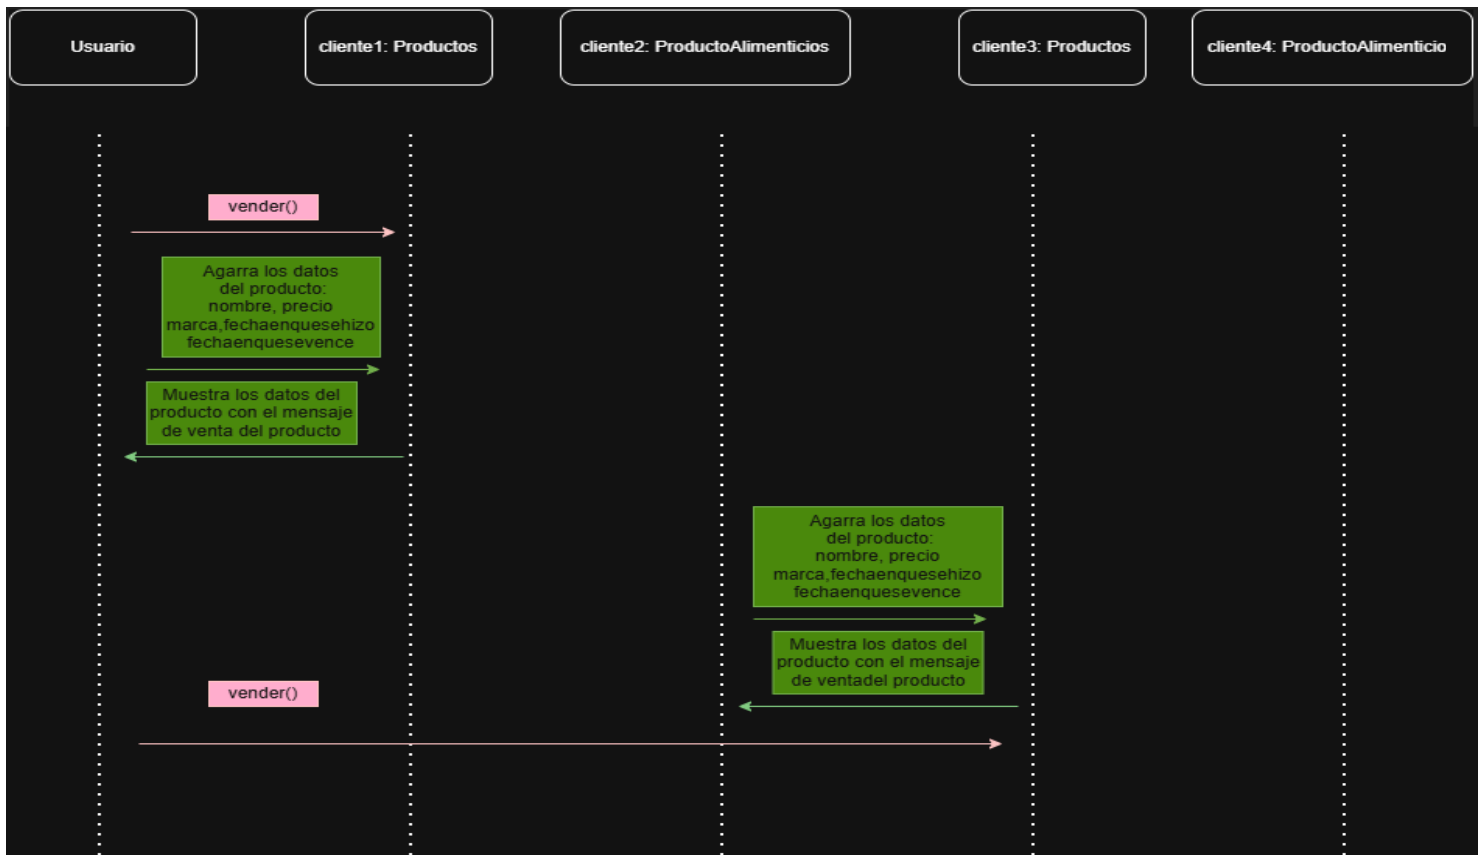 Usuario
cliente1: Productos
cliente2: ProductoAlimenticios
cliente3: Productos
cliente4: ProductoAlimenticio
vender()
Agarra los datos
del producto:
nombre, precio
marca,fechaenquesehizo
fechaenquesevence
Muestra los datos del
producto con el mensaje
de venta del producto
Agarra los datos
del producto:
nombre, precio
marca,fechaenquesehizo
fechaenquesevence
Muestra los datos del
producto con el mensaje
de ventadel producto
vender()